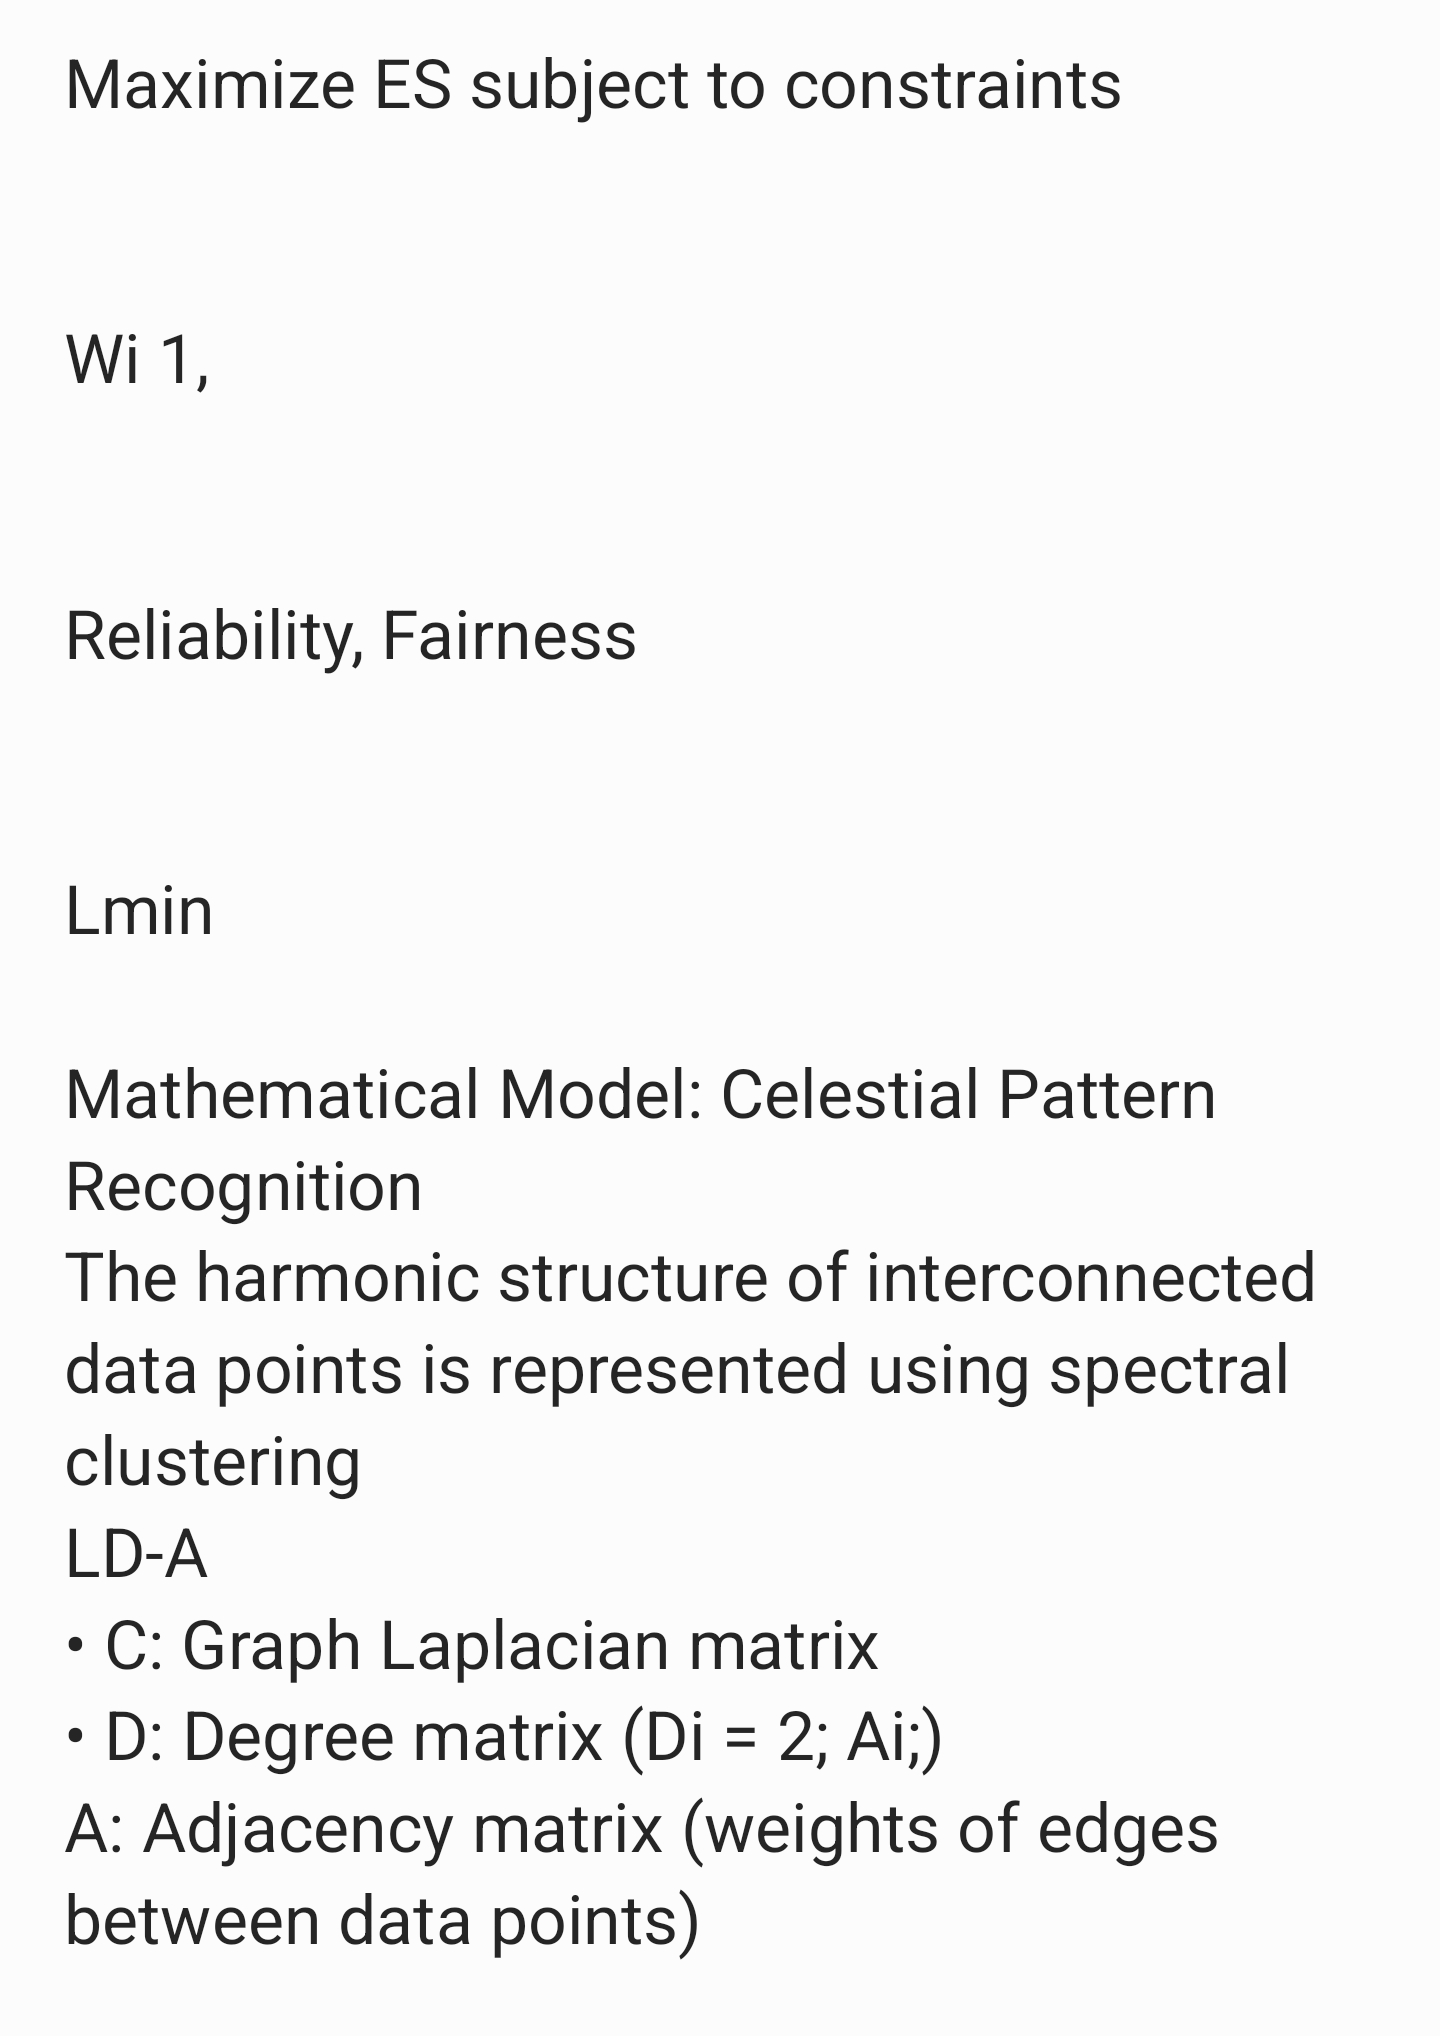 Maximize ES subject to constraints
Wi 1,
Reliability, Fairness
Lmin
Mathematical Model: Celestial Pattern
Recognition
The harmonic structure of interconnected
data points is represented using spectral
clustering
LD-A
• C: Graph Laplacian matrix
• D: Degree matrix (Di = 2; Ai;)
A: Adjacency matrix (weights of edges
between data points)